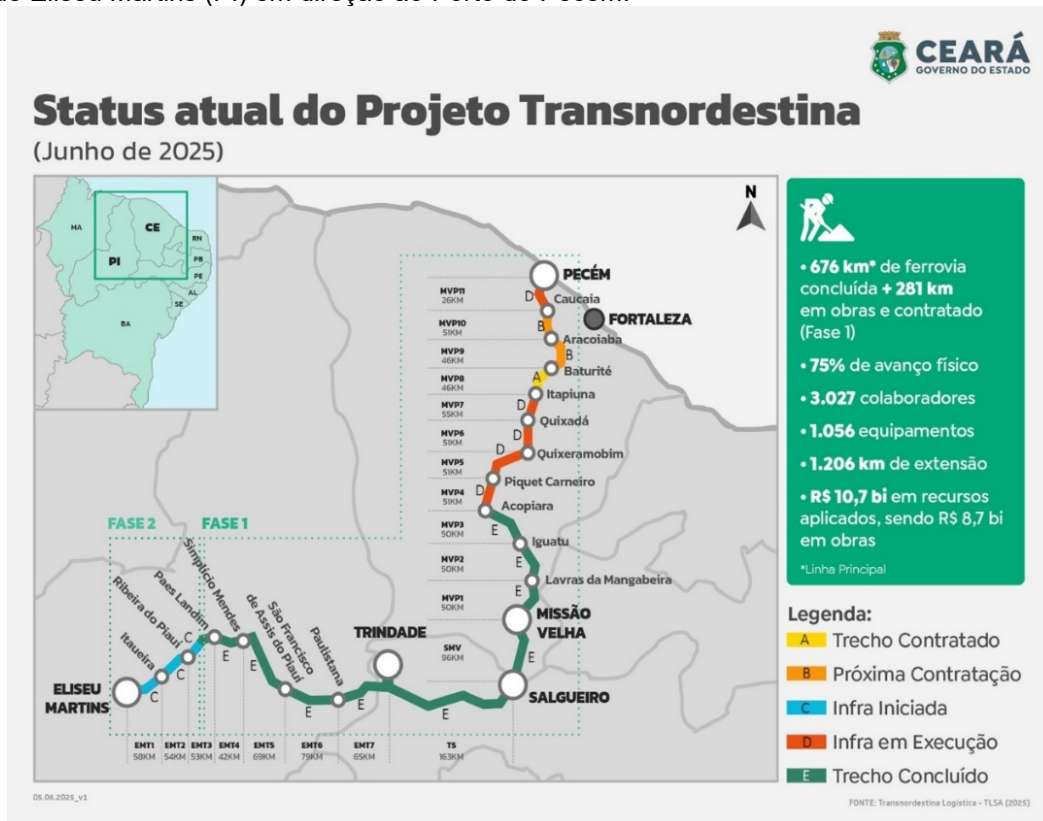 de Eliseu Martins (PI) em direção ao Porto de Pecém.
CEARÁ
GOVERNO DO ESTADO
Status atual do Projeto Transnordestina
(Junho de 2025)
MA
CE
PI
RN
PB
PE
AL
SE
BA
N
PECÉM
Caucaia
FORTALEZA
Aracoiaba
Baturité
Itapiuna
Quixadá
Quixeramobim
Piquet Carneiro
Acopiara
Iguatu
Lavras da Mangabeira
MISSÃO
VELHA
SALGUEIRO
TRINDADE
D
B
B
A
D
D
D
D
E
E
E
E
MVP11
26KM
MVP10
51KM
MVP9
46KM
MVP8
46KM
MVP7
55KM
MVP6
51KM
MVP5
51KM
MVP4
51KM
MVP3
50KM
MVP2
50KM
MVP1
50KM
SMV
96KM
FASE 2
FASE 1
ELISEU
MARTINS
Itaueira
Ribeira do Piauí
Paes Landim
Simplício Mendes
São Francisco
de Assis do Piauí
Paulistana
C
C
C
E
E
E
E
E
EMT1
58KM
EMT2
54KM
EMT3
53KM
EMT4
42KM
EMT5
69KM
EMT6
79KM
EMT7
65KM
TS
163KM
• 676 km* de ferrovia
concluída + 281 km
em obras e contratado
(Fase 1)
• 75% de avanço físico
• 3.027 colaboradores
• 1.056 equipamentos
• 1.206 km de extensão
• R$ 10,7 bi em recursos
aplicados, sendo R$ 8,7 bi
em obras
*Linha Principal
Legenda:
A Trecho Contratado
B Próxima Contratação
C Infra Iniciada
D Infra em Execução
E Trecho Concluído
05.06.2025_v1
FONTE: Transnordestina Logística - TLSA (2025)